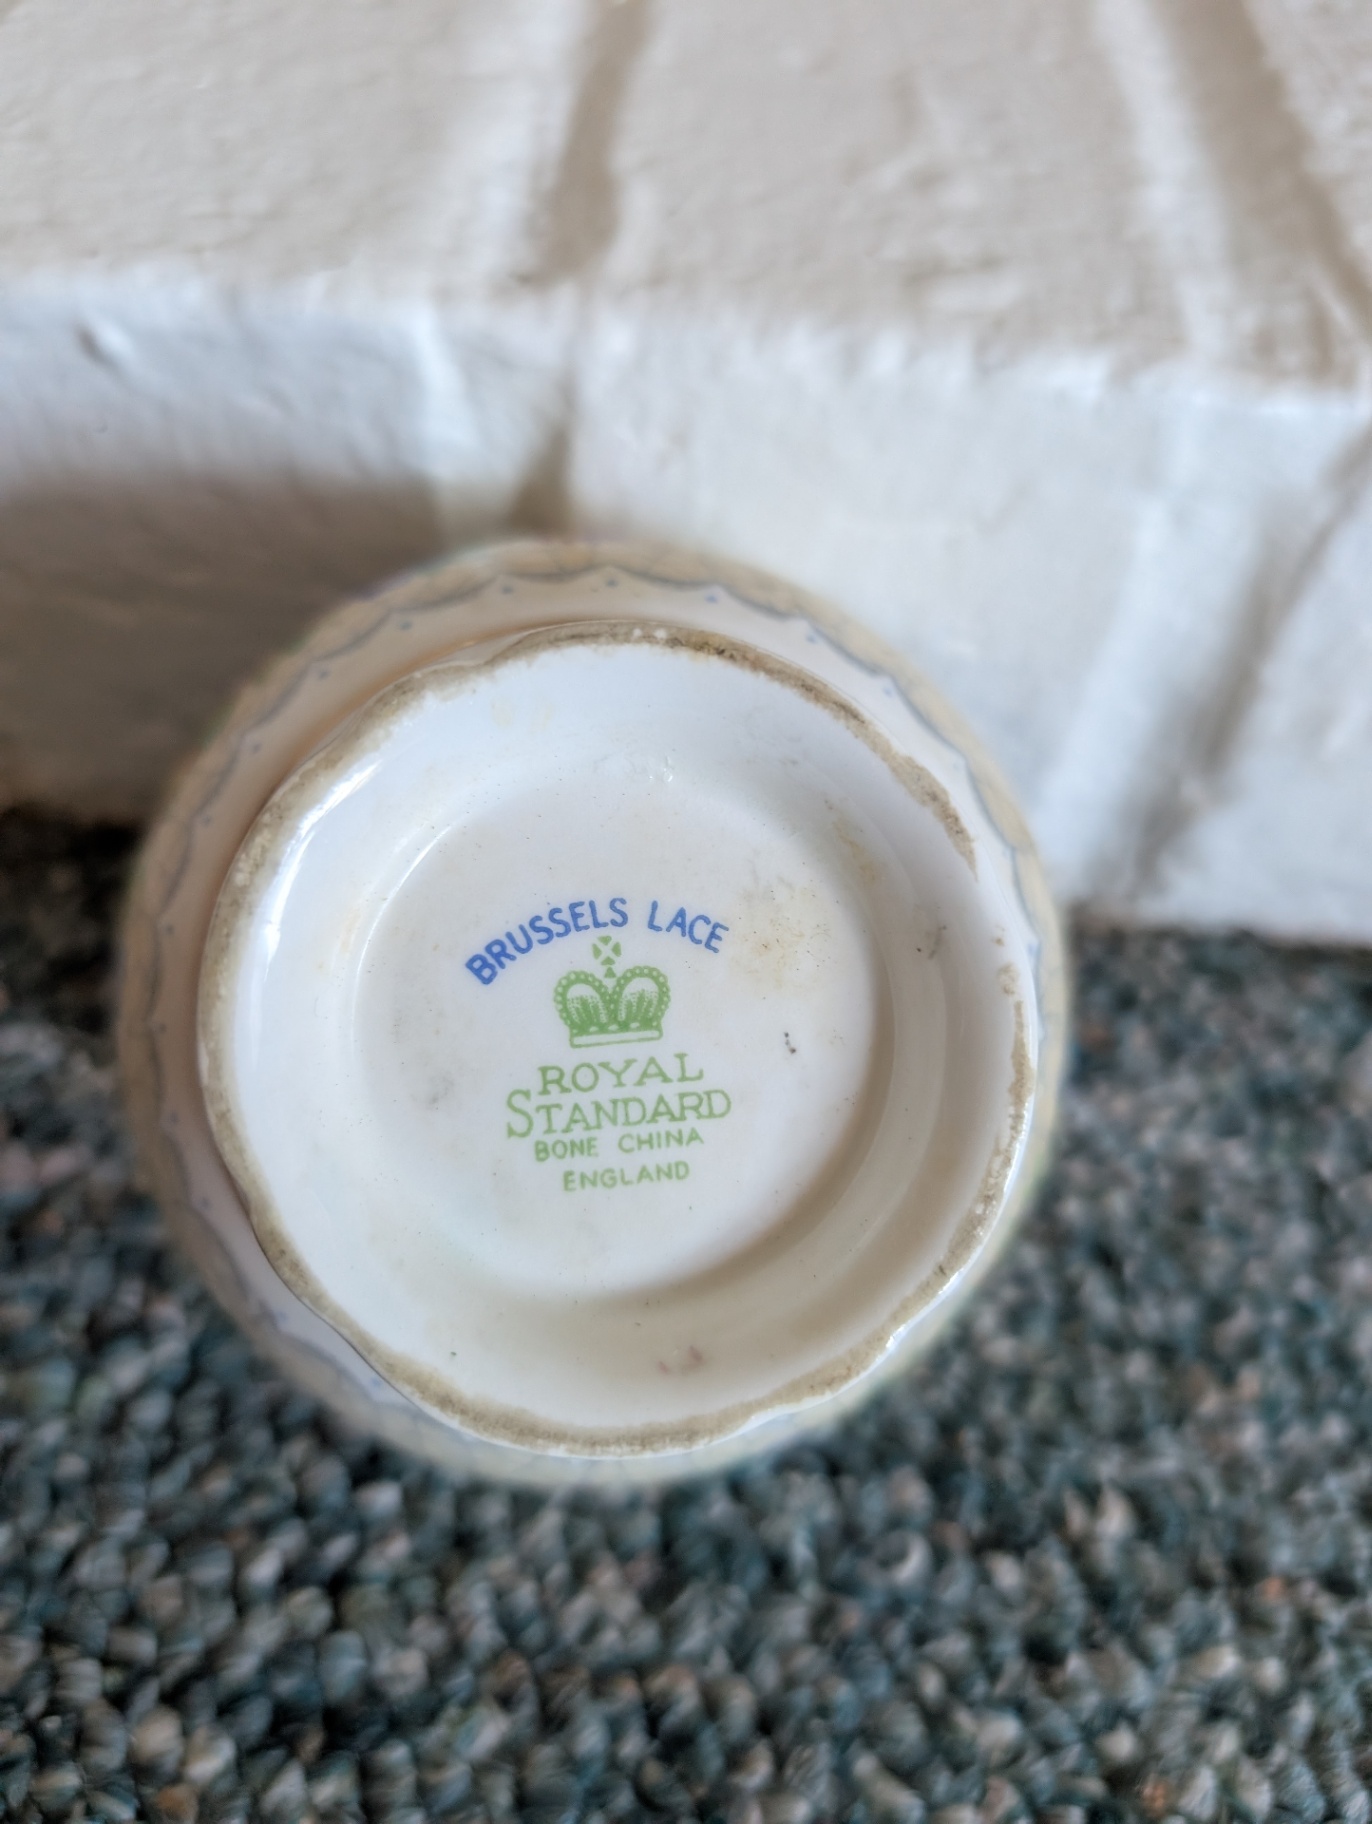 BRUSSELS LACE
ROYAL
STANDARD
BONE CHINA
ENGLAND